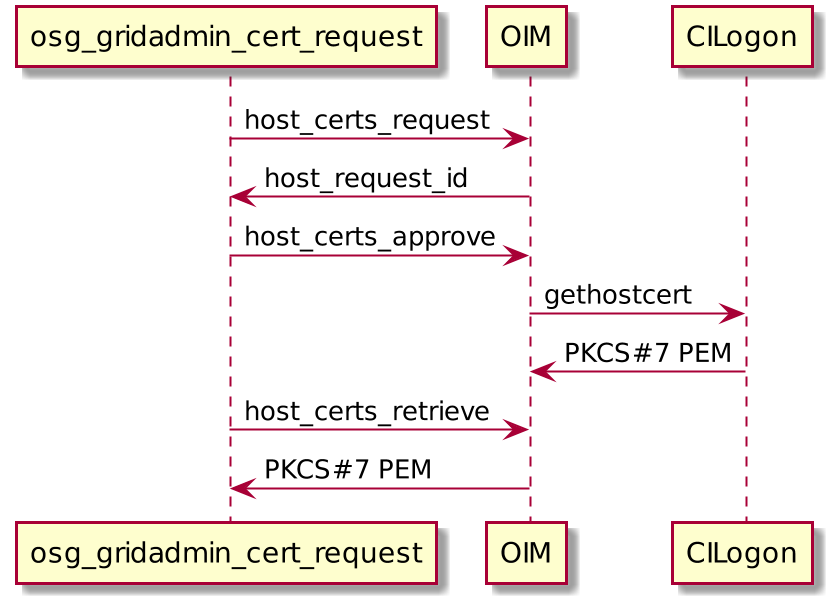 osg_gridadmin_cert_request OIM CILogon
host_certs_request
host_request_id
host_certs_approve
gethostcert
PKCS#7 PEM
host_certs_retrieve
PKCS#7 PEM
osg_gridadmin_cert_request OIM CILogon